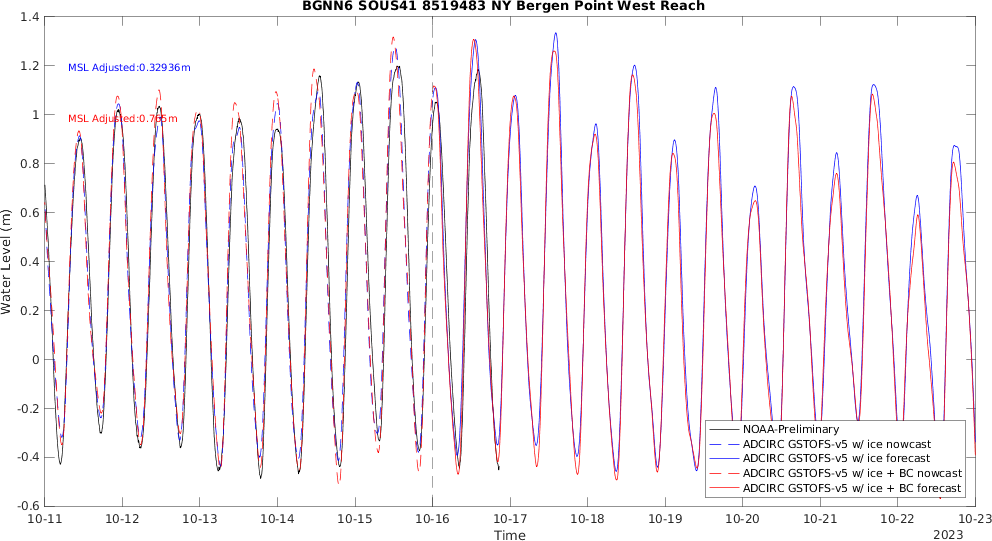 BGNN6 SOUS41 8519483 NY Bergen Point West Reach
1.4
1.2
1
0.8
0.6
0.4
0.2
0
-0.2
-0.4
-0.6
Water Level (m)
MSL Adjusted:0.32936m
MSL Adjusted:0.765m
NOAA-Preliminary
ADCIRC GSTOFS-v5 w/ ice nowcast
ADCIRC GSTOFS-v5 w/ ice forecast
ADCIRC GSTOFS-v5 w/ ice + BC nowcast
ADCIRC GSTOFS-v5 w/ ice + BC forecast
10-11 10-12 10-13 10-14 10-15 10-16 10-17 10-18 10-19 10-20 10-21 10-22 10-23
Time
2023